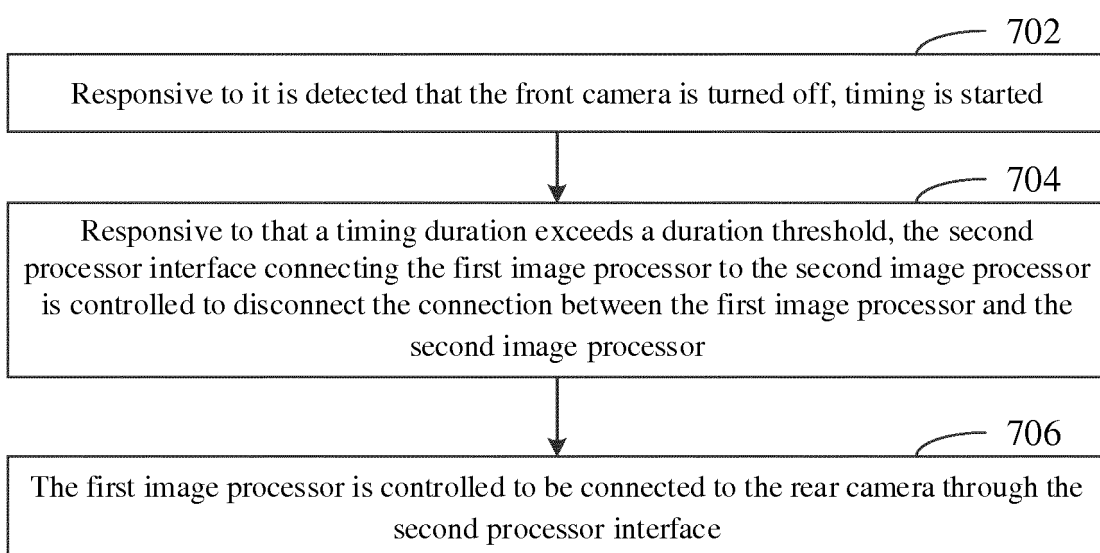 702
Responsive to it is detected that the front camera is turned off, timing is started
704
Responsive to that a timing duration exceeds a duration threshold, the second
processor interface connecting the first image processor to the second image processor
is controlled to disconnect the connection between the first image processor and the
second image processor
706
The first image processor is controlled to be connected to the rear camera through the
second processor interface